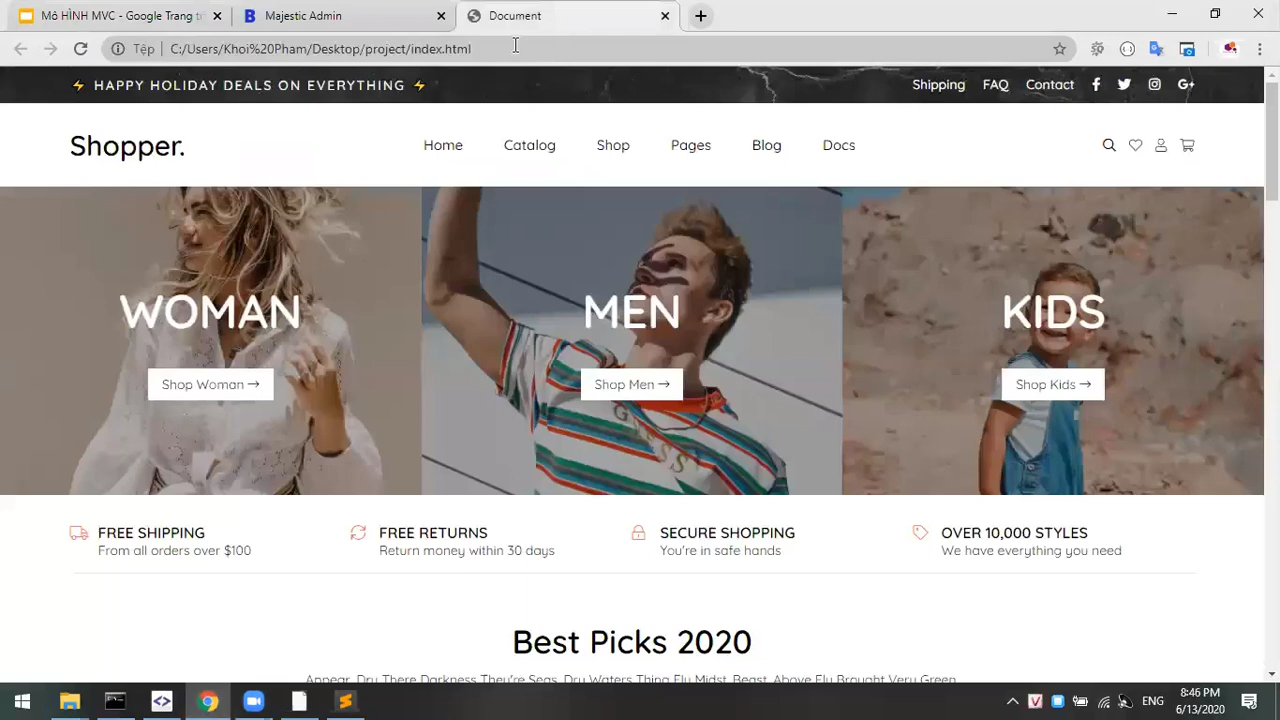 Mô HÌNH MVC - Google Trang t
Majestic Admin
Document
Tệp
C:/Users/Khoi%20Pham/Desktop/project/index.html
⚡ HAPPY HOLIDAY DEALS ON EVERYTHING ⚡
Shipping FAQ Contact
Shopper.
Home Catalog Shop Pages Blog Docs
WOMAN
MEN
KIDS
Shop Woman →
Shop Men →
Shop Kids →
FREE SHIPPING
From all orders over $100
FREE RETURNS
Return money within 30 days
SECURE SHOPPING
You're in safe hands
OVER 10,000 STYLES
We have everything you need
Best Picks 2020
Appear, Dry There Darkness They're Seas, Dry Waters Thing Fly Midst. Beast, Above Fly Brought Very Green.
ENG
8:46 PM
6/13/2020